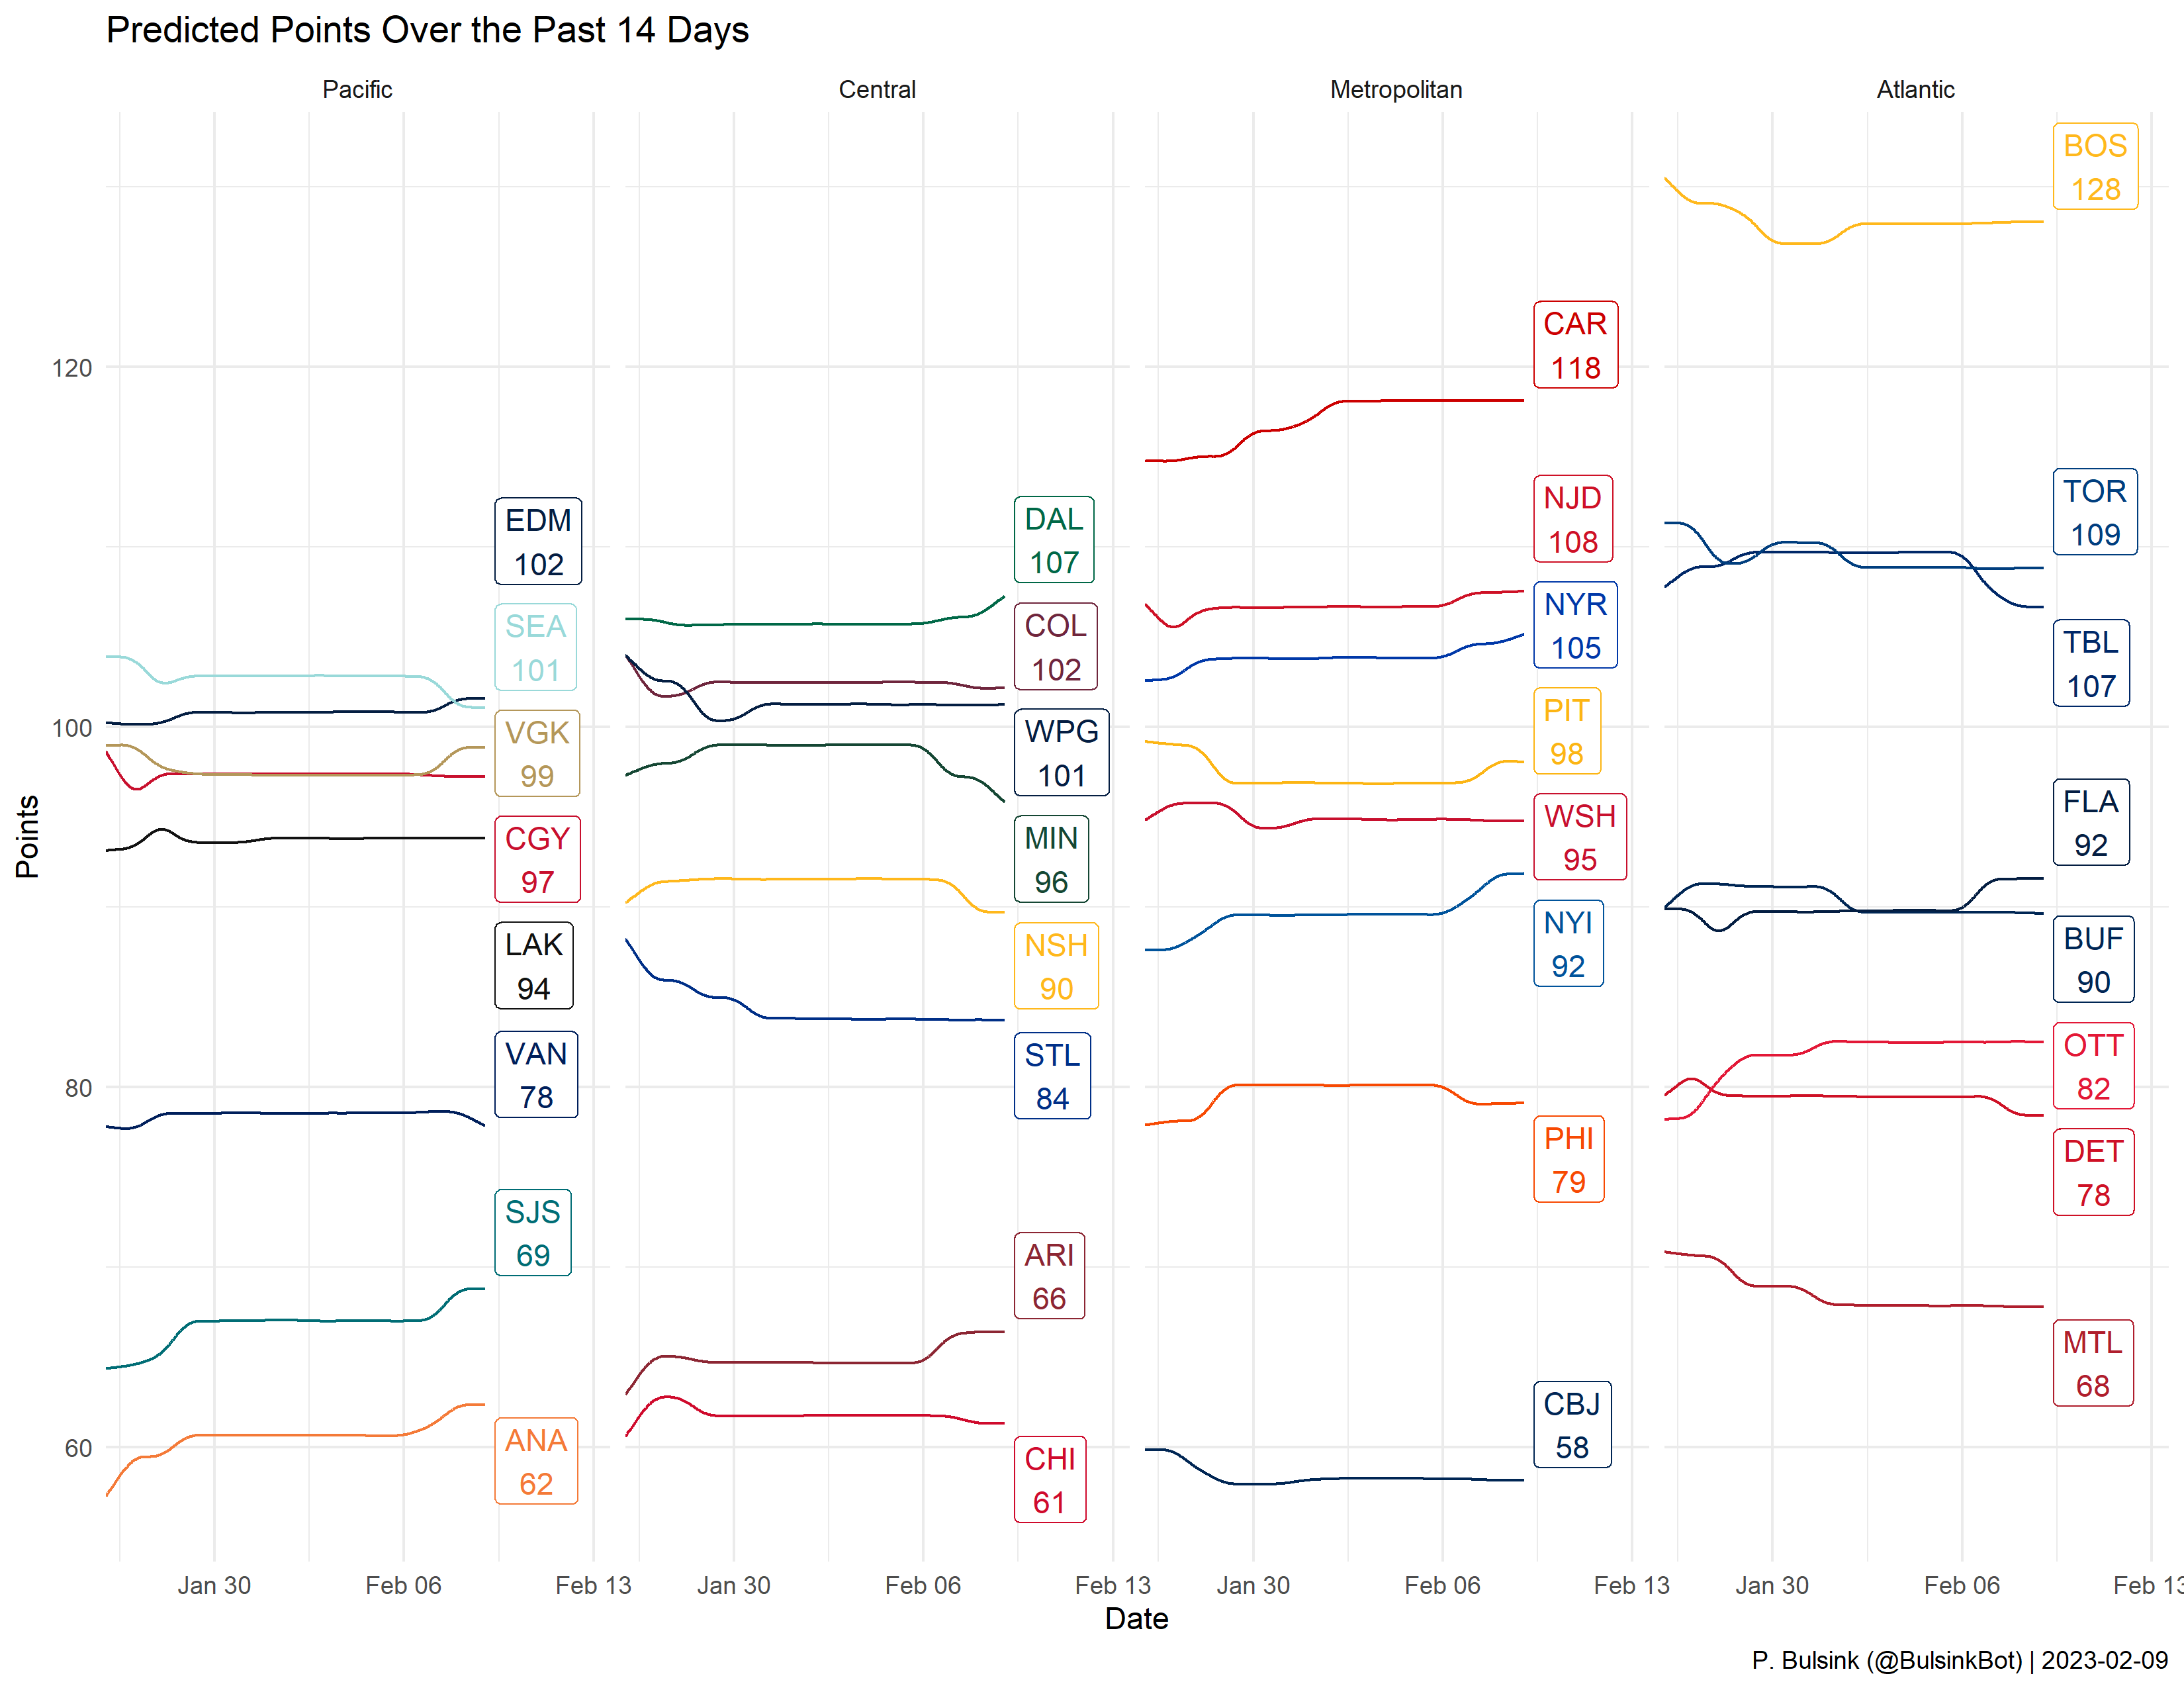 Predicted Points Over the Past 14 Days
Pacific
Central
Metropolitan
Atlantic
Points
120
100
80
60
EDM
102
SEA
101
VGK
99
CGY
97
LAK
94
VAN
78
SJS
69
ANA
62
DAL
107
COL
102
WPG
101
MIN
96
NSH
90
STL
84
ARI
66
CHI
61
CAR
118
NJD
108
NYR
105
PIT
98
WSH
95
NYI
92
PHI
79
CBJ
58
BOS
128
TOR
109
TBL
107
FLA
92
BUF
90
OTT
82
DET
78
MTL
68
Jan 30 Feb 06 Feb 13 Jan 30 Feb 06 Feb 13 Jan 30 Feb 06 Feb 13 Jan 30 Feb 06 Feb 13
Date
P. Bulsink (@BulsinkBot) | 2023-02-09